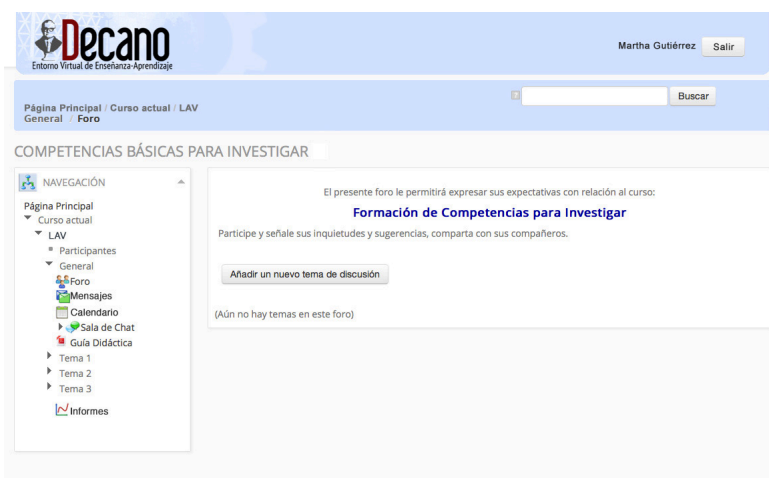 Decano
Entorno Virtual de Enseñanza-Aprendizaje
Martha Gutiérrez
Salir
Página Principal / Curso actual / LAV
General / Foro
Buscar
COMPETENCIAS BÁSICAS PARA INVESTIGAR
NAVEGACIÓN
Página Principal
Curso actual
LAV
Participantes
General
Foro
Mensajes
Calendario
Sala de Chat
Guía Didáctica
Tema 1
Tema 2
Tema 3
Informes
El presente foro le permitirá expresar sus expectativas con relación al curso:
Formación de Competencias para Investigar
Participe y señale sus inquietudes y sugerencias, comparta con sus compañeros.
Añadir un nuevo tema de discusión
(Aún no hay temas en este foro)